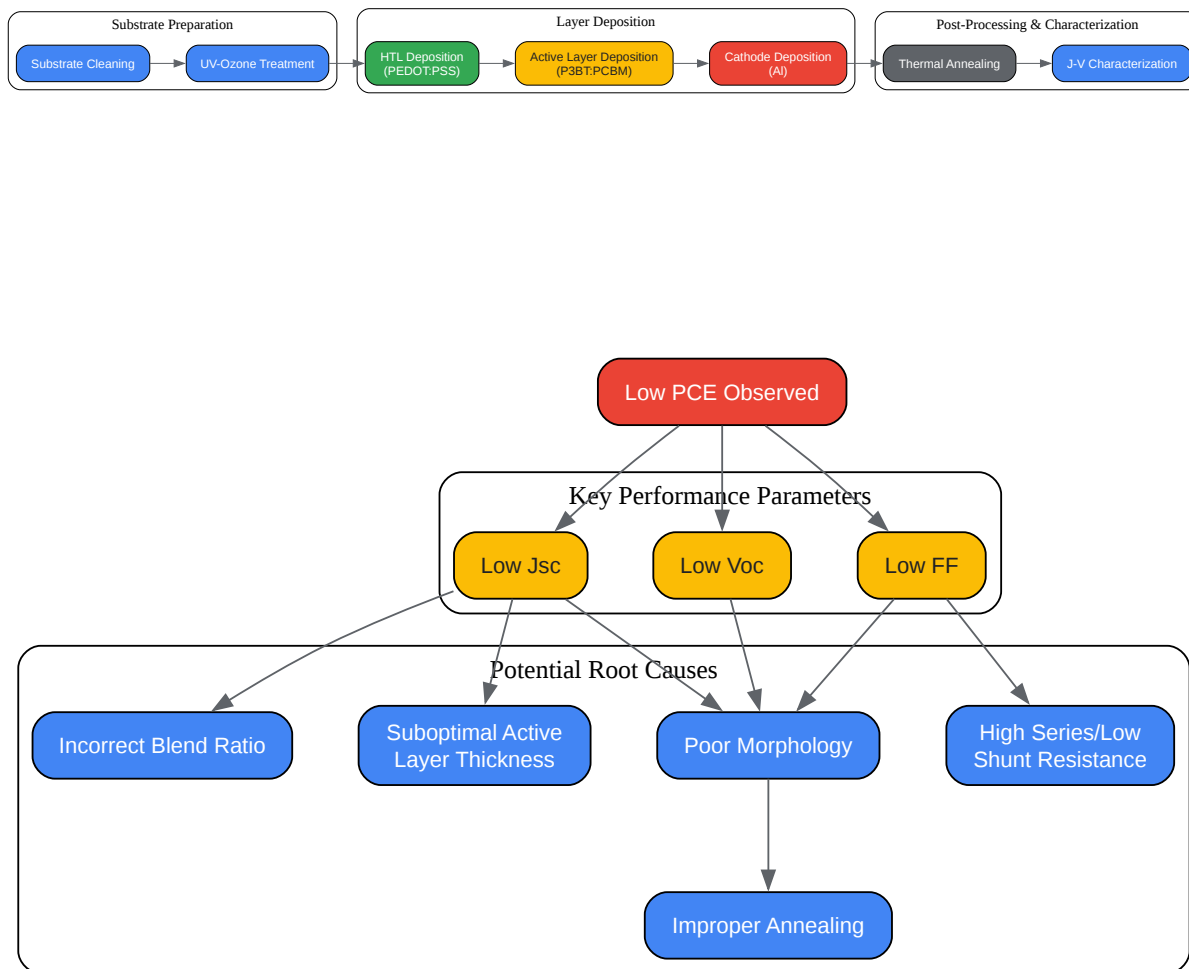 Substrate Preparation
Substrate Cleaning
UV-Ozone Treatment
Layer Deposition
HTL Deposition
(PEDOT:PSS)
Active Layer Deposition
(P3BT:PCBM)
Cathode Deposition
(Al)
Post-Processing & Characterization
Thermal Annealing
J-V Characterization
Low PCE Observed
Key Performance Parameters
Low Jsc
Low Voc
Low FF
Potential Root Causes
Incorrect Blend Ratio
Suboptimal Active
Layer Thickness
Poor Morphology
High Series/Low
Shunt Resistance
Improper Annealing